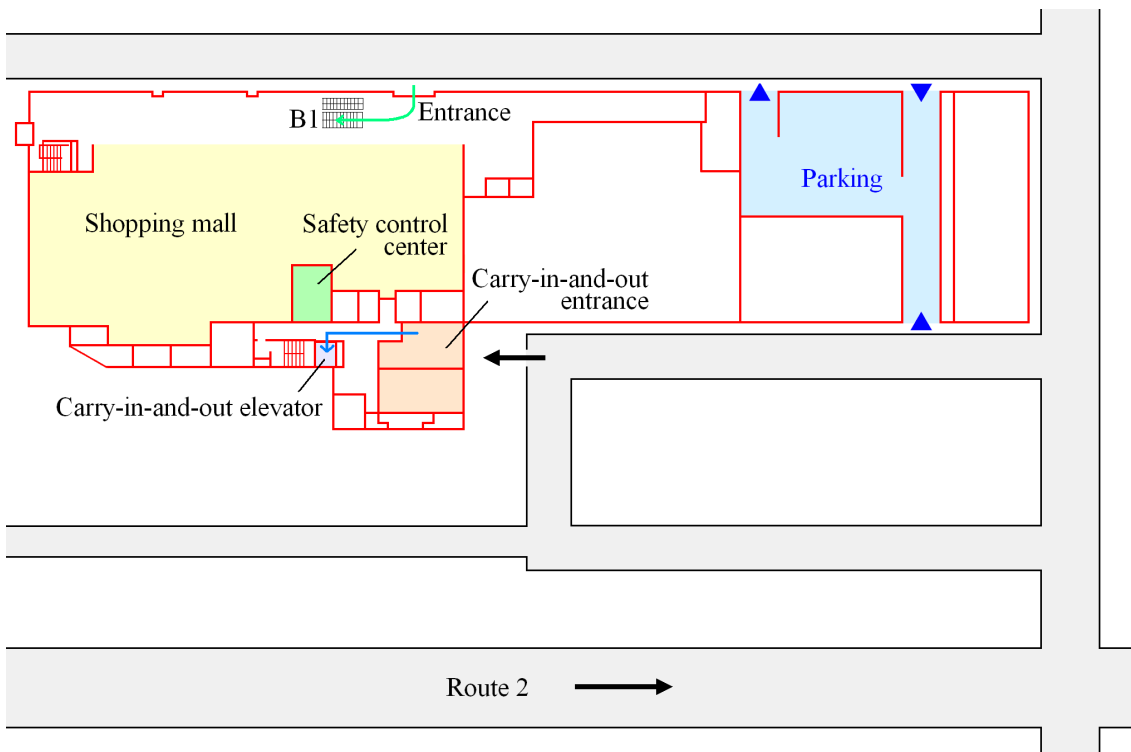 B1
Entrance
Parking
Shopping mall
Safety control
center
Carry-in-and-out
entrance
Carry-in-and-out elevator
Route 2